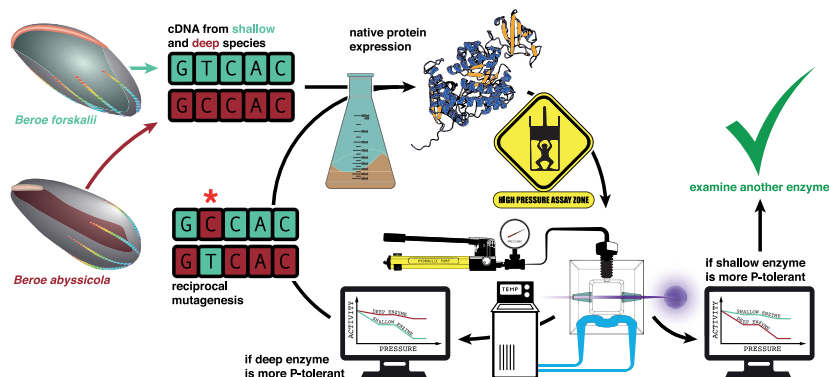 cDNA from shallow
and deep species
G T C A C
G C C A C
Beroe forskalii
Beroe abyssicola
native protein
expression
HIGH PRESSURE ASSAY ZONE
examine another enzyme
*
G C C A C
G T C A C
reciprocal
mutagenesis
PRESSURE
HYDRAULIC PUMP
TEMP
if shallow enzyme
is more P-tolerant
ACTIVITY
DEEP ENZYME
SHALLOW ENZYME
PRESSURE
if deep enzyme
is more P-tolerant
ACTIVITY
SHALLOW ENZYME
DEEP ENZYME
PRESSURE